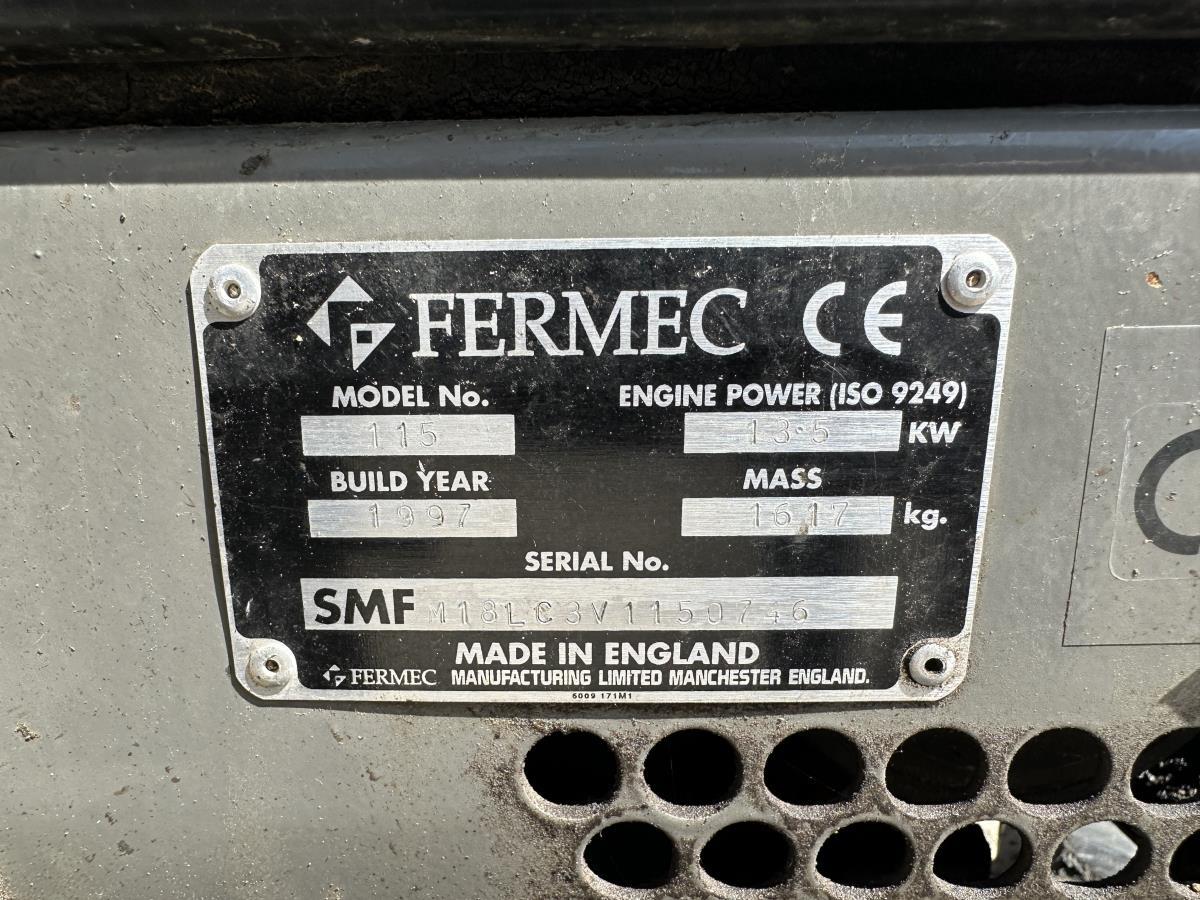 FERMEC CE
MODEL No. ENGINE POWER (ISO 9249)
115 13·5 KW
BUILD YEAR MASS
1997 1617 kg.
SERIAL No.
SMF M18LC3V1150746
MADE IN ENGLAND
FERMEC MANUFACTURING LIMITED MANCHESTER ENGLAND.
6009 171M1